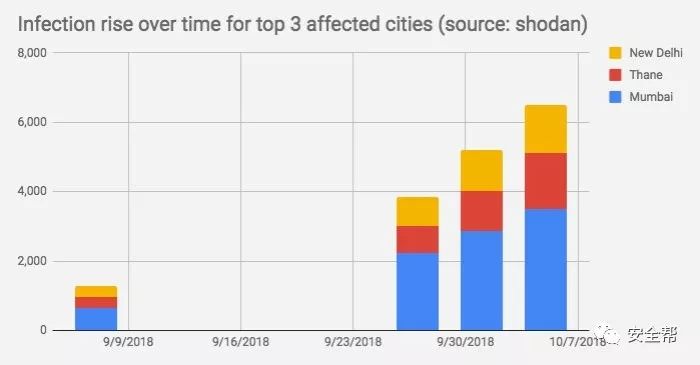 Infection rise over time for top 3 affected cities (source: shodan)
8,000
6,000
4,000
2,000
0
9/9/2018
9/16/2018
9/23/2018
9/30/2018
10/7/2018
New Delhi
Thane
Mumbai
安全帮